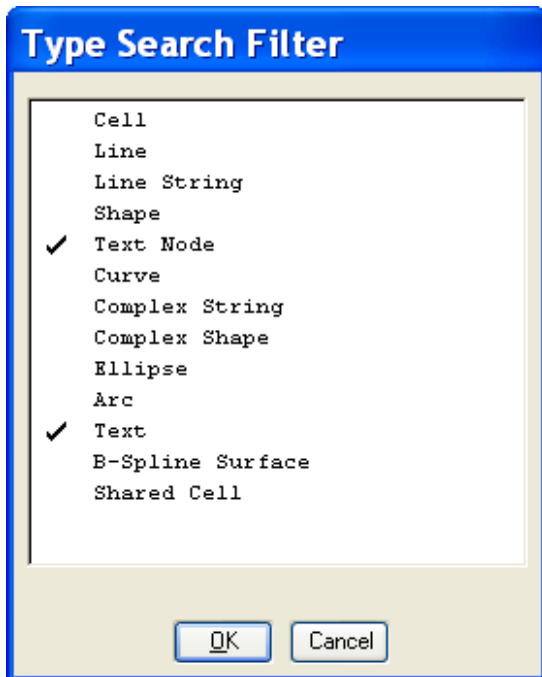 Type Search Filter
Cell
Line
Line String
Shape
Text Node
Curve
Complex String
Complex Shape
Ellipse
Arc
Text
B-Spline Surface
Shared Cell
OK Cancel